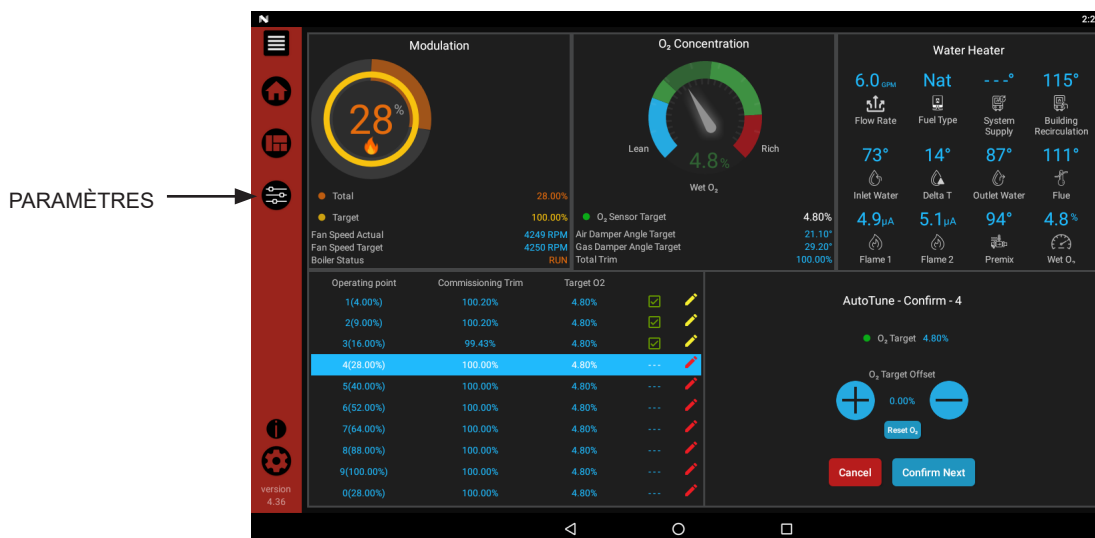 2:2
PARAMÈTRES
version
4.36
Modulation
28%
Total 28.00%
Target 100.00%
Fan Speed Actual 4249 RPM
Fan Speed Target 4250 RPM
Boiler Status RUN
O₂ Concentration
Lean Rich
4.8%
Wet O₂
O₂ Sensor Target 4.80%
Air Damper Angle Target 21.10°
Gas Damper Angle Target 29.20°
Total Trim 100.00%
Water Heater
6.0 GPM Nat ---° 115°
Flow Rate Fuel Type System Supply Building Recirculation
73° 14° 87° 111°
Inlet Water Delta T Outlet Water Flue
4.9µA 5.1µA 94° 4.8%
Flame 1 Flame 2 Premix Wet O₂
Operating point Commissioning Trim Target O2
1(4.00%) 100.20% 4.80%
2(9.00%) 100.20% 4.80%
3(16.00%) 99.43% 4.80%
4(28.00%) 100.00% 4.80% ---
5(40.00%) 100.00% 4.80% ---
6(52.00%) 100.00% 4.80% ---
7(64.00%) 100.00% 4.80% ---
8(88.00%) 100.00% 4.80% ---
9(100.00%) 100.00% 4.80% ---
0(28.00%) 100.00% 4.80% ---
AutoTune - Confirm - 4
O₂ Target 4.80%
O₂ Target Offset
0.00%
Reset O₂
Cancel Confirm Next